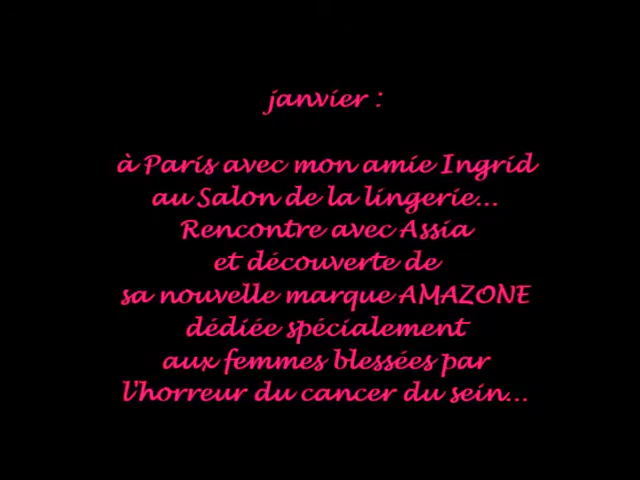 janvier :
à Paris avec mon amie Ingrid
au Salon de la lingerie...
Rencontre avec Assia
et découverte de
sa nouvelle marque AMAZONE
dédiée spécialement
aux femmes blessées par
l'horreur du cancer du sein...